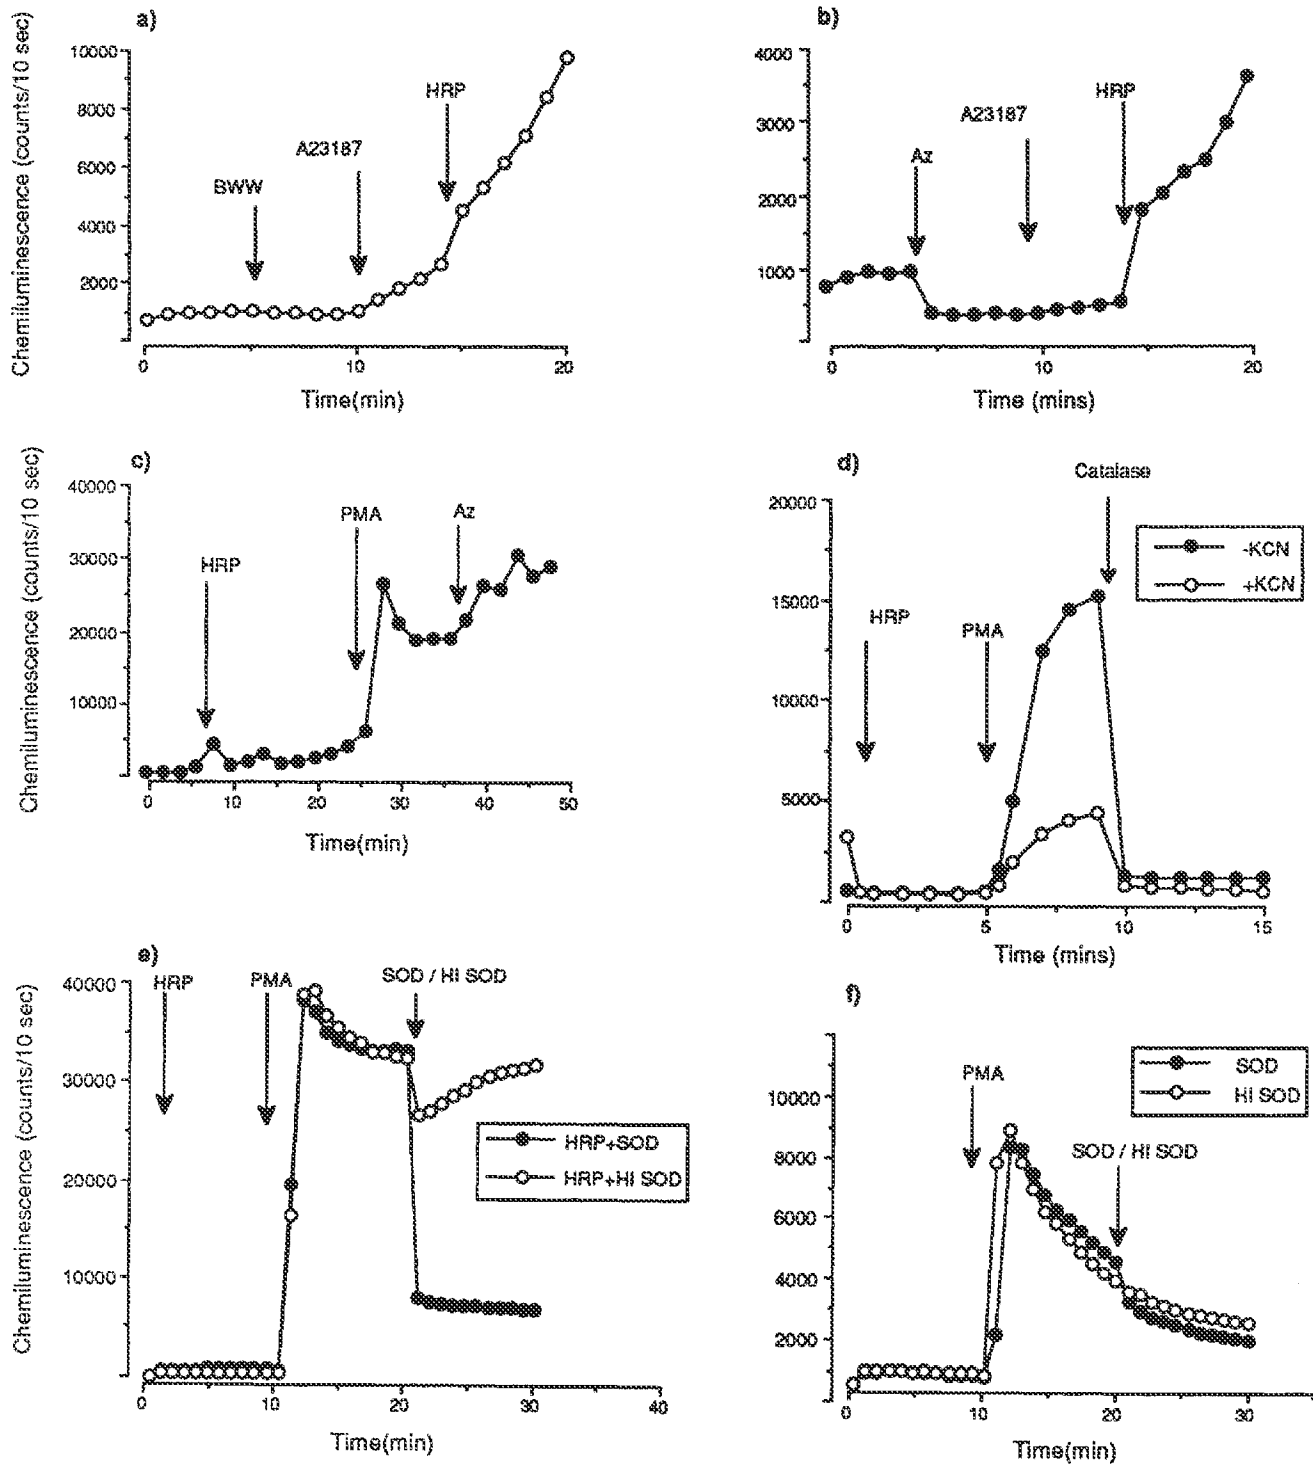 a)
Chemiluminescence (counts/10 sec)
10000
8000
6000
4000
2000
BWW
A23187
HRP
0
10
20
Time(min)
b)
4000
3000
2000
1000
Az
A23187
HRP
0
10
20
Time (mins)
c)
Chemiluminescence (counts/10 sec)
40000
30000
20000
10000
HRP
PMA
Az
0
10
20
30
40
50
Time(min)
d)
20000
15000
10000
5000
HRP
PMA
Catalase
-KCN
+KCN
0
5
10
15
Time (mins)
e)
Chemiluminescence (counts/10 sec)
40000
30000
20000
10000
HRP
PMA
SOD / HI SOD
HRP+SOD
HRP+HI SOD
0
10
20
30
40
Time(min)
f)
10000
8000
6000
4000
2000
PMA
SOD / HI SOD
SOD
HI SOD
0
10
20
30
Time(min)